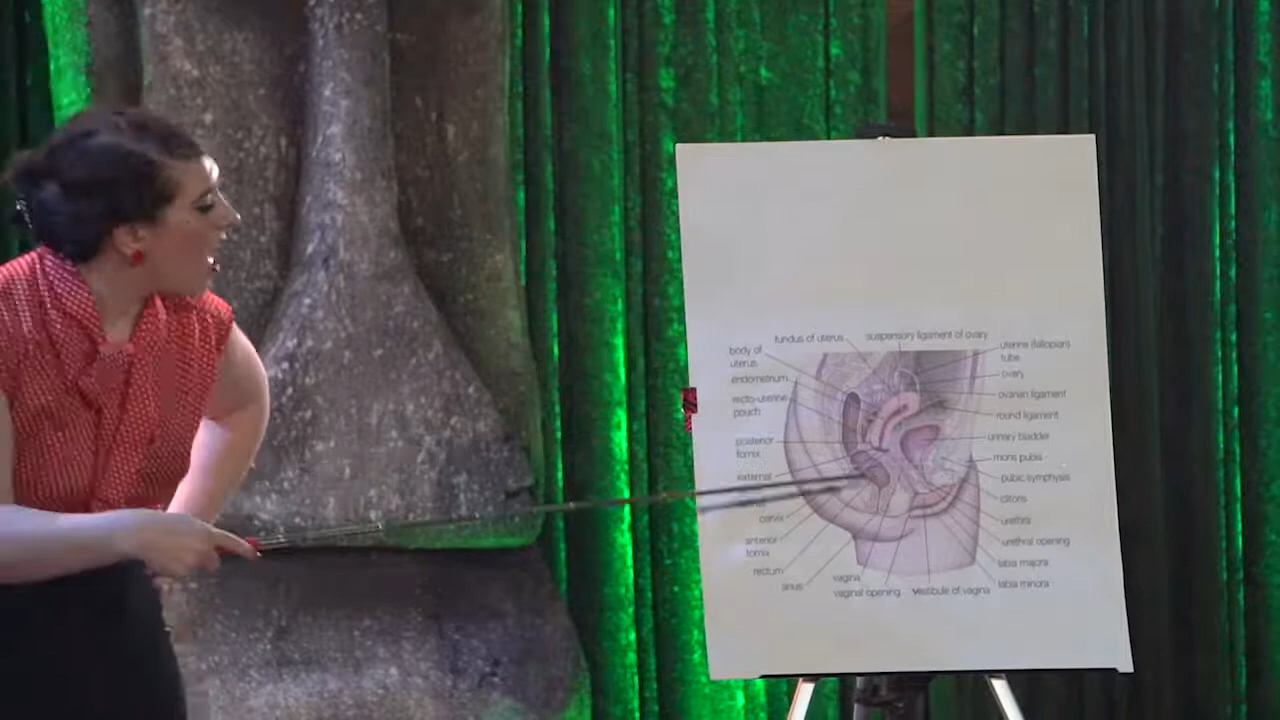 fundus of uterus
suspensory ligament of ovary
body of
uterus
endometrium
recto-uterine
pouch
posterior
fornix
external
cervix
anterior
fornix
rectum
anus
vagina
vaginal opening
vestibule of vagina
uterine (fallopian)
tube
ovary
ovarian ligament
round ligament
urinary bladder
mons pubis
pubic symphysis
clitoris
urethra
urethral opening
labia majora
labia minora